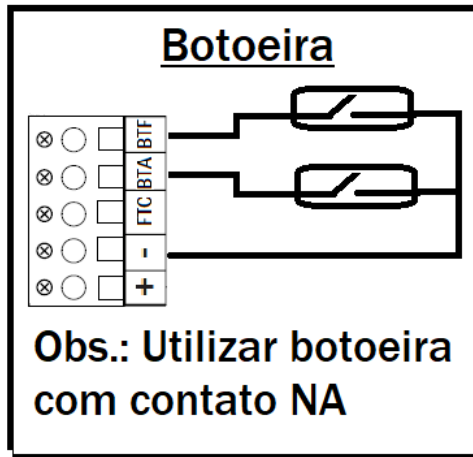 Botoeira
BTF
BTA
FTC
-
+
Obs.: Utilizar botoeira
com contato NA